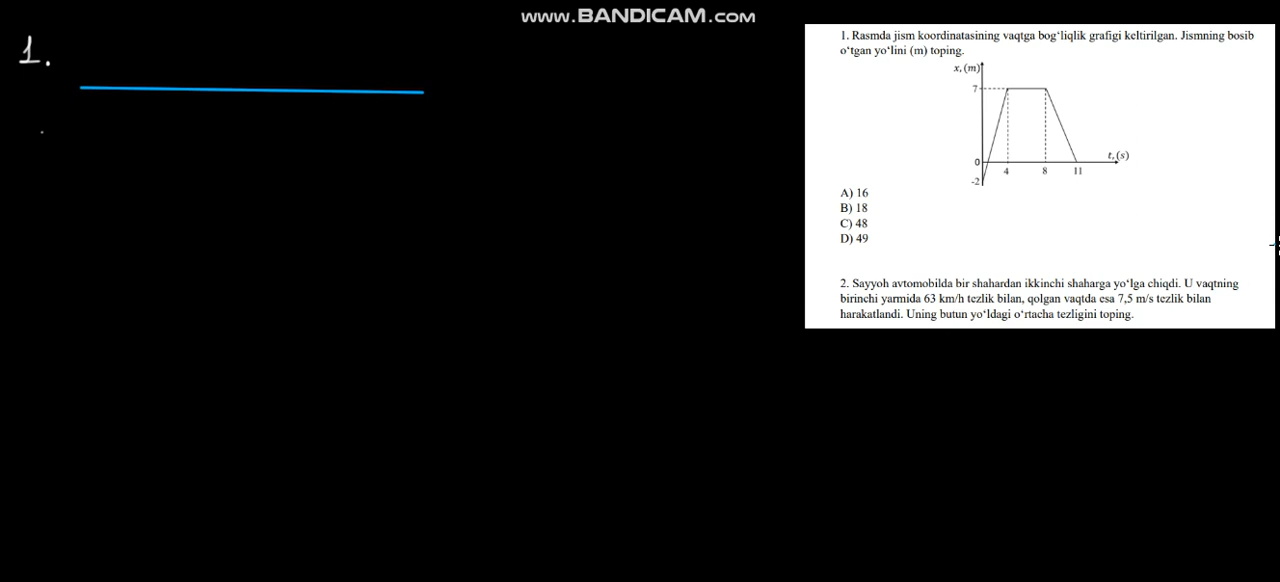 www.BANDICAM.com
1.
1. Rasmda jism koordinatasining vaqtga bog‘liqlik grafigi keltirilgan. Jismning bosib
o‘tgan yo‘lini (m) toping.
x, (m)
7
0
t, (s)
4
8
11
-2
A) 16
B) 18
C) 48
D) 49
2. Sayyoh avtomobilda bir shahardan ikkinchi shaharga yo‘lga chiqdi. U vaqtning
birinchi yarmida 63 km/h tezlik bilan, qolgan vaqtda esa 7,5 m/s tezlik bilan
harakatlandi. Uning butun yo‘ldagi o‘rtacha tezligini toping.